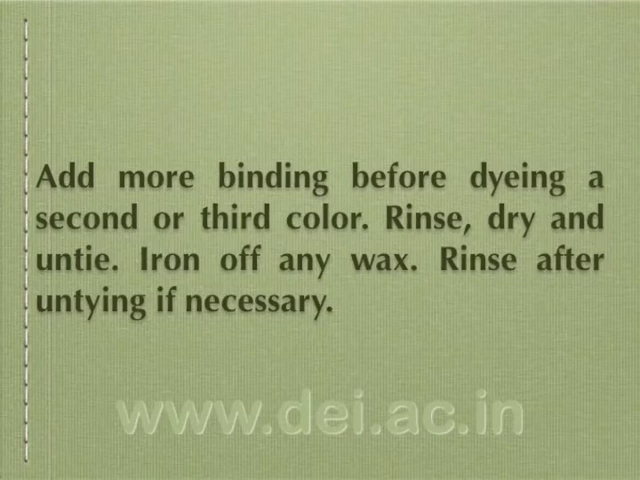 Add more binding before dyeing a
second or third color. Rinse, dry and
untie. Iron off any wax. Rinse after
untying if necessary.
www.dei.ac.in